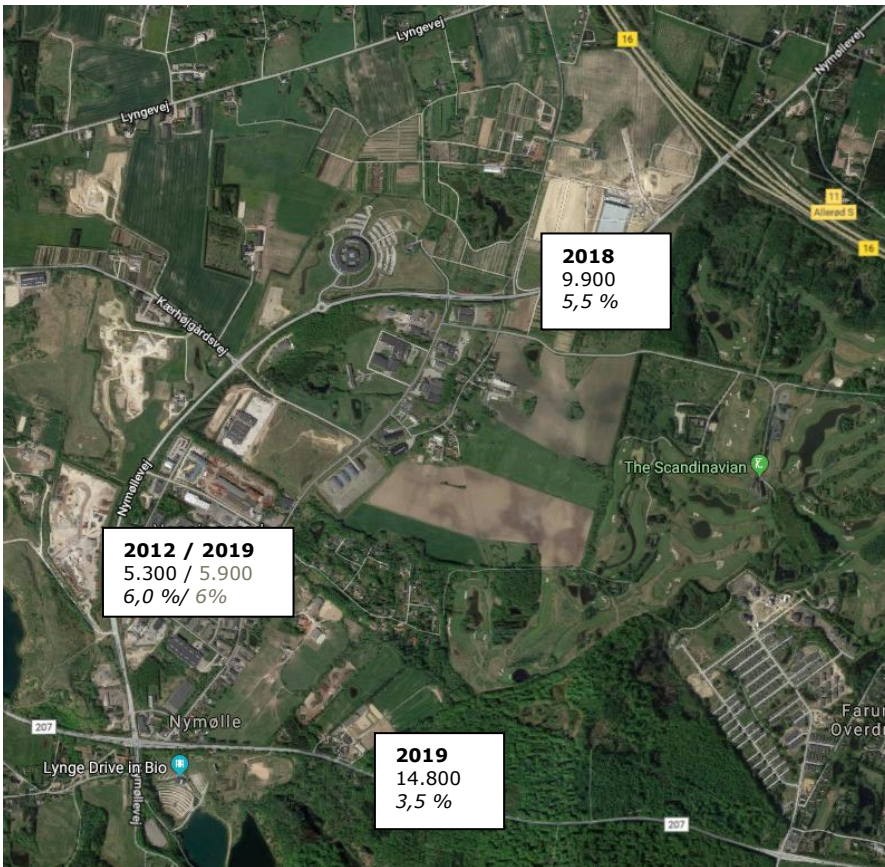 Lyngevej
16
Nymøllevej
Lyngevej
11
Allerød S
16
2018
9.900
5,5 %
Kærhøjgårdsvej
The Scandinavian
Nymøllevej
2012 / 2019
5.300 / 5.900
6,0 %/ 6%
207
Nymølle
Farum
Overdr
2019
14.800
3,5 %
Lynge Drive in Bio
Nymøllevej
207